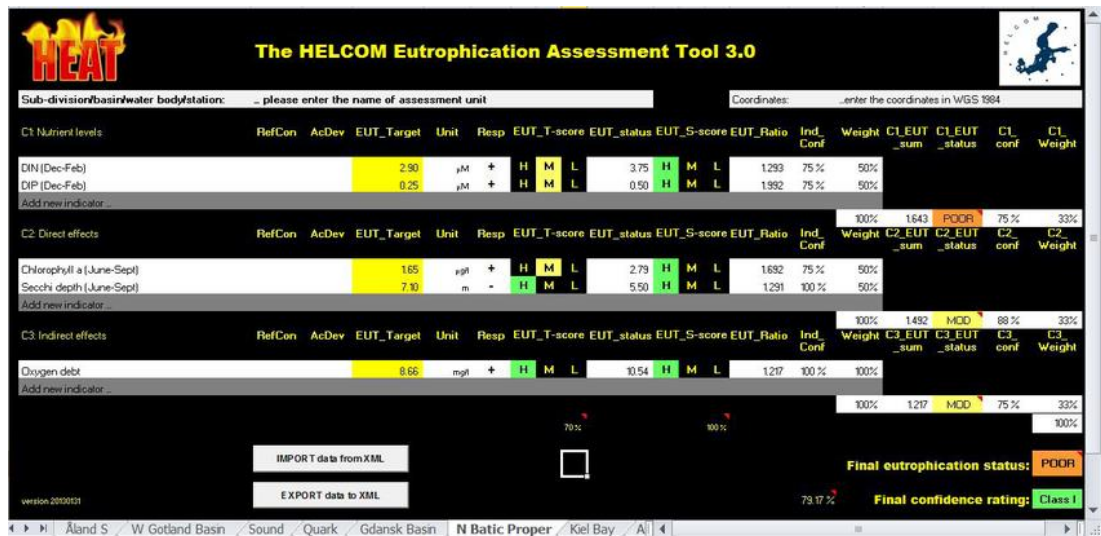 HEAT
The HELCOM Eutrophication Assessment Tool 3.0
HELCOM
Sub-division/basin/water body/station: .. please enter the name of assessment unit Coordinates: ..enter the coordinates in WGS 1984
C1: Nutrient levels RefCon AcDev EUT_Target Unit Resp EUT_T-score EUT_status EUT_S-score EUT_Ratio Ind_Conf Weight C1_EUT_sum C1_EUT_status C1_conf C1_Weight
DIN (Dec-Feb) 2.90 µM + H M L 3.75 H M L 1.293 75 % 50%
DIP (Dec-Feb) 0.25 µM + H M L 0.50 H M L 1.992 75 % 50%
Add new indicator ..
100% 1.643 POOR 75 % 33%
C2: Direct effects RefCon AcDev EUT_Target Unit Resp EUT_T-score EUT_status EUT_S-score EUT_Ratio Ind_Conf Weight C2_EUT_sum C2_EUT_status C2_conf C2_Weight
Chlorophyll a (June-Sept) 1.65 µg/l + H M L 2.79 H M L 1.692 75 % 50%
Secchi depth (June-Sept) 7.10 m - H M L 5.50 H M L 1.291 100 % 50%
Add new indicator ..
100% 1.492 MOD 88 % 33%
C3: Indirect effects RefCon AcDev EUT_Target Unit Resp EUT_T-score EUT_status EUT_S-score EUT_Ratio Ind_Conf Weight C3_EUT_sum C3_EUT_status C3_conf C3_Weight
Oxygen debt 8.66 mg/l + H M L 10.54 H M L 1.217 100 % 100%
Add new indicator ..
100% 1.217 MOD 75 % 33%
70 % 100 % 100%
IMPORT data from XML
Final eutrophication status: POOR
EXPORT data to XML
version 20130131 79.17 % Final confidence rating: Class I
Åland S W Gotland Basin Sound Quark Gdansk Basin N Batic Proper Kiel Bay A